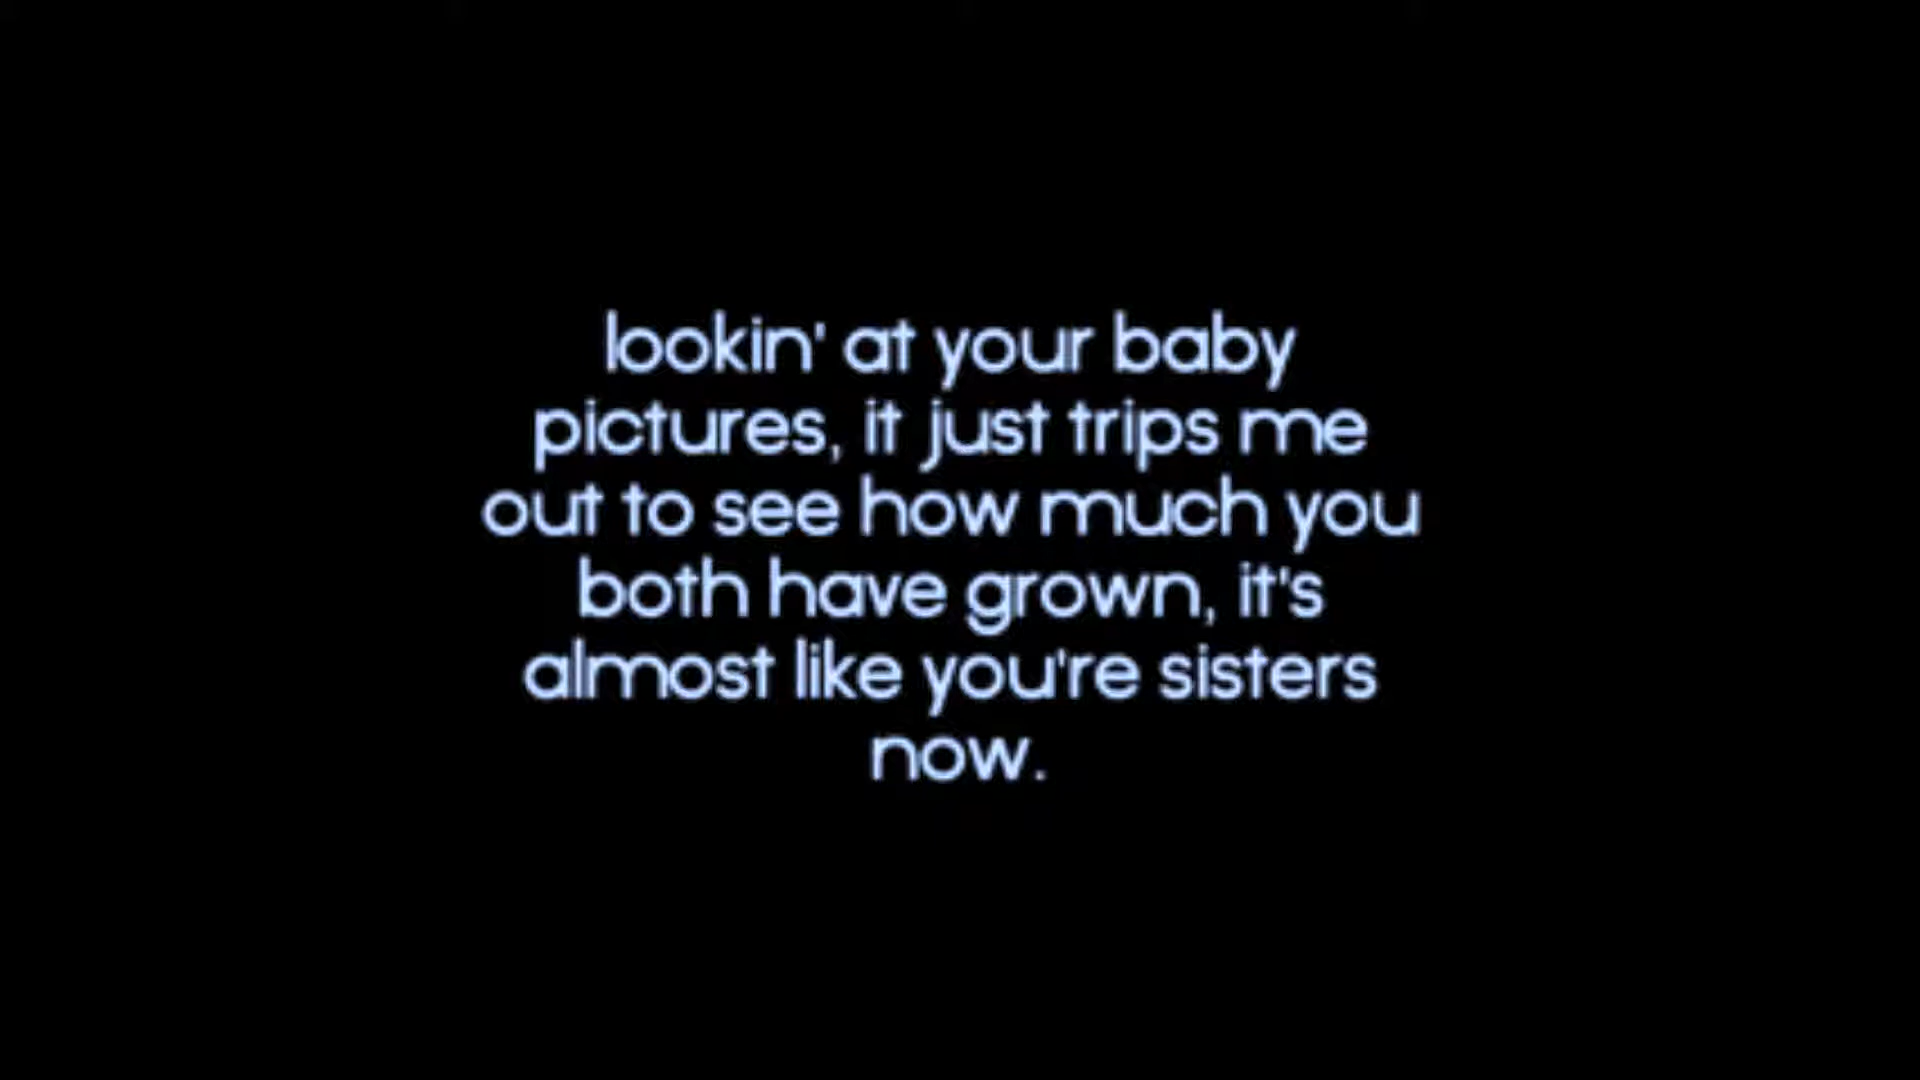 lookin' at your baby
pictures, it just trips me
out to see how much you
both have grown, it's
almost like you're sisters
now.